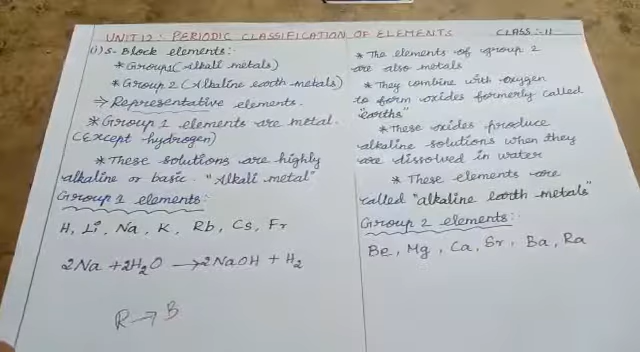 UNIT 12 : PERIODIC CLASSIFICATION OF ELEMENTS CLASS : 11
(i) S-Block elements:-
* Group 1 (Alkali metals)
* Group 2 (Alkaline earth metals)
⇒ Representative elements.
* Group 1 elements are metal.
(Except hydrogen)
* These solutions are highly
alkaline or basic. "Alkali metal"
Group 1 elements:
H, Li, Na, K, Rb, Cs, Fr
2Na + 2H₂O → 2NaOH + H₂
R → B
* The elements of group 2
are also metals
* They combine with oxygen
to form oxides formerly called
"earths"
* These oxides produce
alkaline solutions when they
are dissolved in water
* These elements are
called "alkaline earth metals"
Group 2 elements:-
Be, Mg, Ca, Sr, Ba, Ra